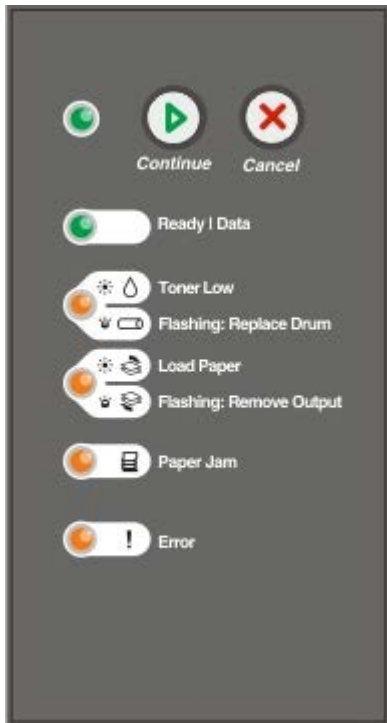 Continue Cancel
Ready | Data
Toner Low
Flashing: Replace Drum
Load Paper
Flashing: Remove Output
Paper Jam
! Error